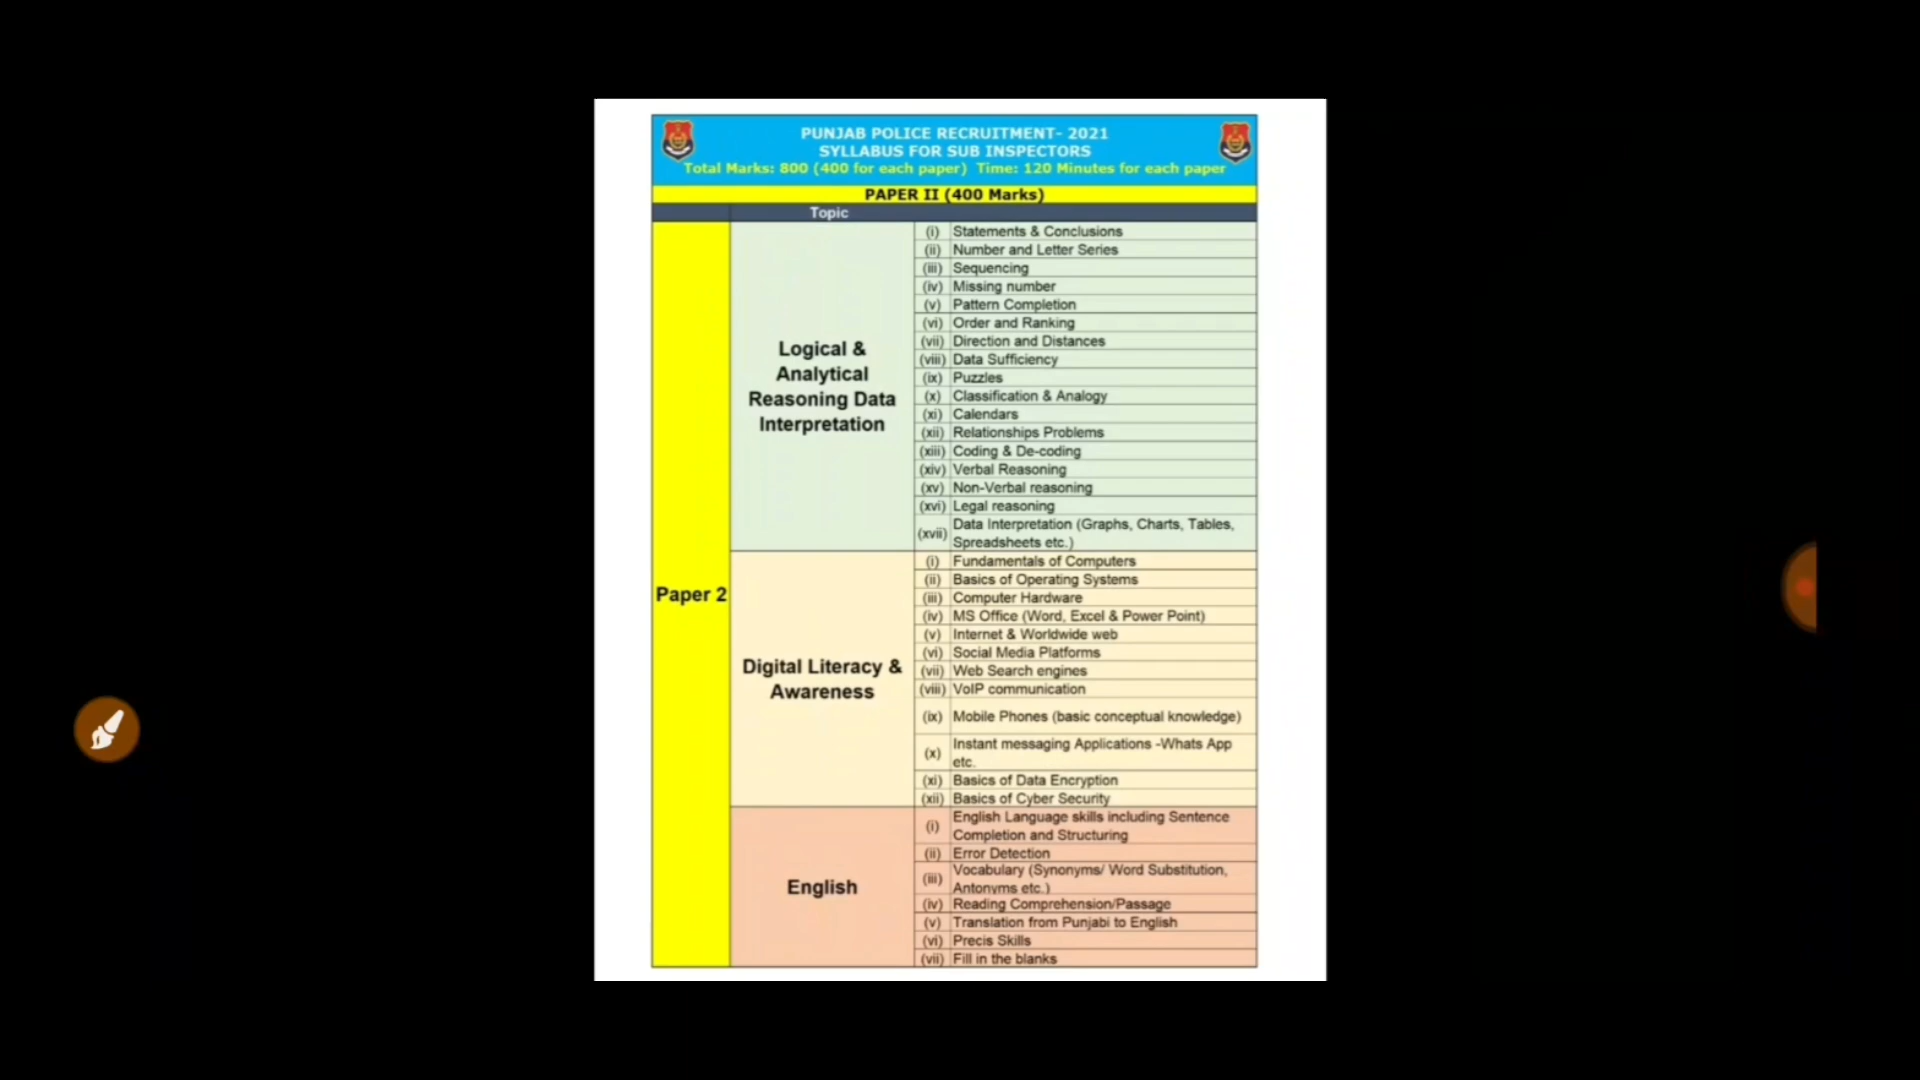 PUNJAB POLICE RECRUITMENT- 2021
SYLLABUS FOR SUB INSPECTORS
Total Marks: 800 (400 for each paper) Time: 120 Minutes for each paper
PAPER II (400 Marks)
Topic
Paper 2
Logical &
Analytical
Reasoning Data
Interpretation
(i) Statements & Conclusions
(ii) Number and Letter Series
(iii) Sequencing
(iv) Missing number
(v) Pattern Completion
(vi) Order and Ranking
(vii) Direction and Distances
(viii) Data Sufficiency
(ix) Puzzles
(x) Classification & Analogy
(xi) Calendars
(xii) Relationships Problems
(xiii) Coding & De-coding
(xiv) Verbal Reasoning
(xv) Non-Verbal reasoning
(xvi) Legal reasoning
(xvii) Data Interpretation (Graphs, Charts, Tables,
Spreadsheets etc.)
Digital Literacy &
Awareness
(i) Fundamentals of Computers
(ii) Basics of Operating Systems
(iii) Computer Hardware
(iv) MS Office (Word, Excel & Power Point)
(v) Internet & Worldwide web
(vi) Social Media Platforms
(vii) Web Search engines
(viii) VoIP communication
(ix) Mobile Phones (basic conceptual knowledge)
(x) Instant messaging Applications -Whats App
etc.
(xi) Basics of Data Encryption
(xii) Basics of Cyber Security
English
(i) English Language skills including Sentence
Completion and Structuring
(ii) Error Detection
(iii) Vocabulary (Synonyms/ Word Substitution,
Antonyms etc.)
(iv) Reading Comprehension/Passage
(v) Translation from Punjabi to English
(vi) Precis Skills
(vii) Fill in the blanks